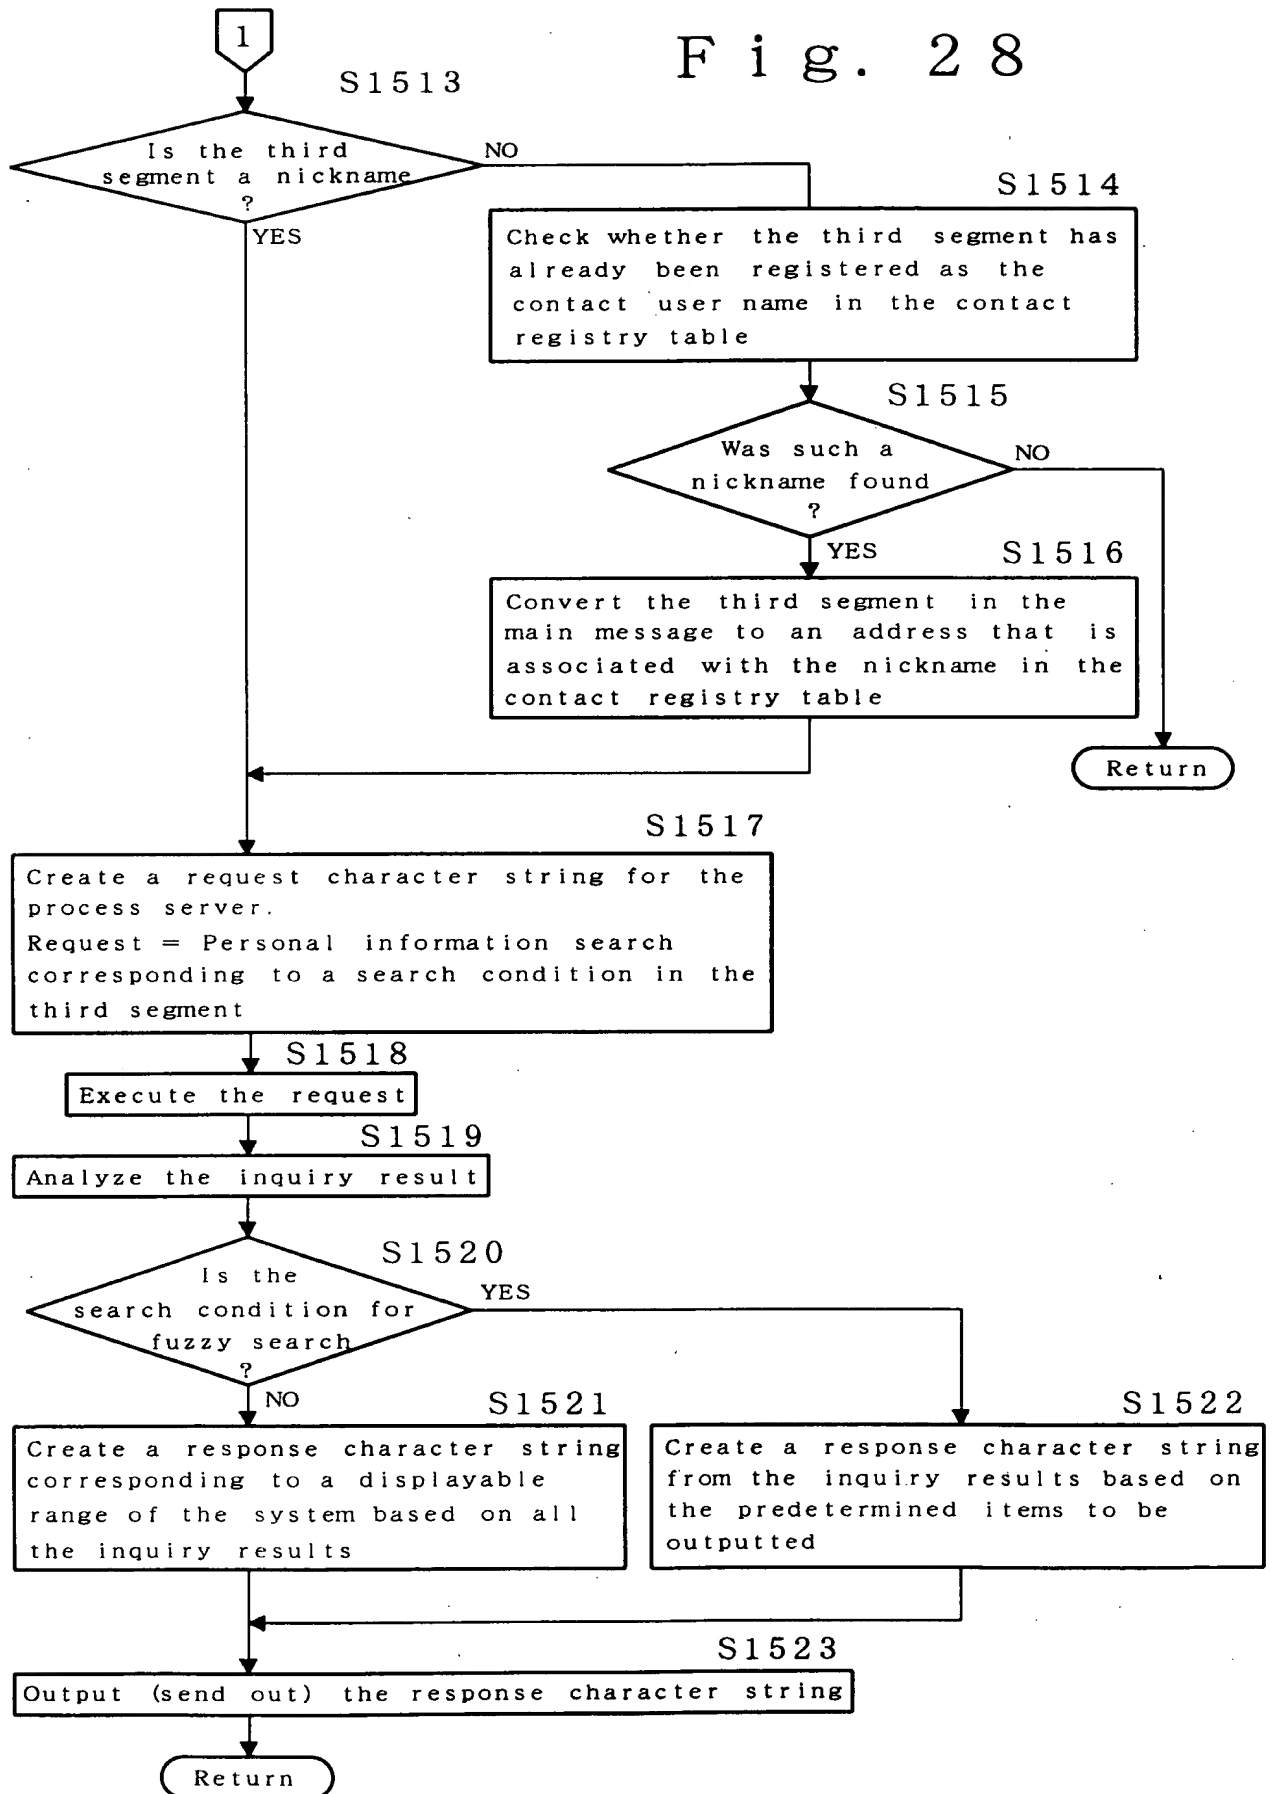 1
Fig. 28
S1513
Is the third
segment a nickname
?
NO
YES
S1514
Check whether the third segment has
already been registered as the
contact user name in the contact
registry table
S1515
Was such a
nickname found
?
NO
YES
S1516
Convert the third segment in the
main message to an address that is
associated with the nickname in the
contact registry table
Return
S1517
Create a request character string for the
process server.
Request = Personal information search
corresponding to a search condition in the
third segment
S1518
Execute the request
S1519
Analyze the inquiry result
S1520
Is the
search condition for
fuzzy search
?
YES
NO
S1521
Create a response character string
corresponding to a displayable
range of the system based on all
the inquiry results
S1522
Create a response character string
from the inquiry results based on
the predetermined items to be
outputted
S1523
Output (send out) the response character string
Return